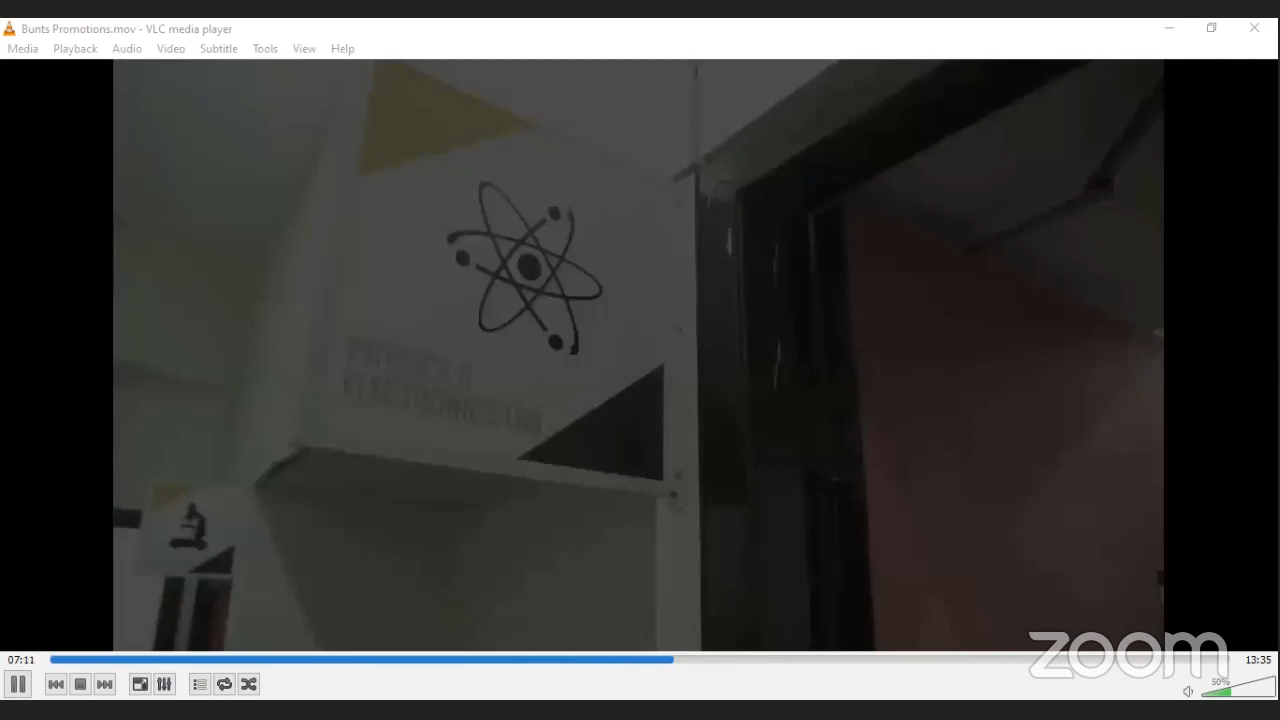 Bunts Promotions.mov - VLC media player
Media Playback Audio Video Subtitle Tools View Help
PHYSICS &
ELECTRONICS LAB
zoom
07:11 13:35
50%